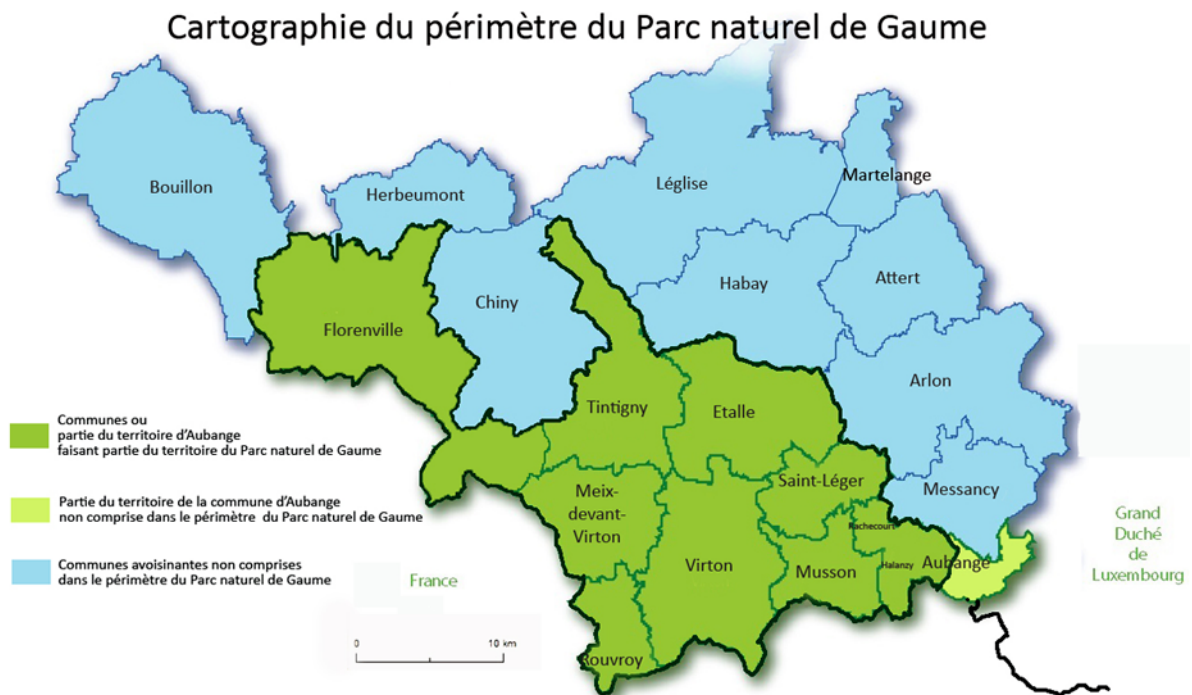 Cartographie du périmètre du Parc naturel de Gaume
Bouillon
Herbeumont
Léglise
Martelange
Chiny
Habay
Attert
Florenville
Arlon
Tintigny
Etalle
Saint-Léger
Messancy
Meix-
devant-
Virton
Virton
Musson
Rachecourt
Halanzy
Aubange
Rouvroy
Communes ou
partie du territoire d'Aubange
faisant partie du territoire du Parc naturel de Gaume
Partie du territoire de la commune d'Aubange
non comprise dans le périmètre du Parc naturel de Gaume
Communes avoisinantes non comprises
dans le périmètre du Parc naturel de Gaume
France
Grand
Duché
de
Luxembourg
0 10 km